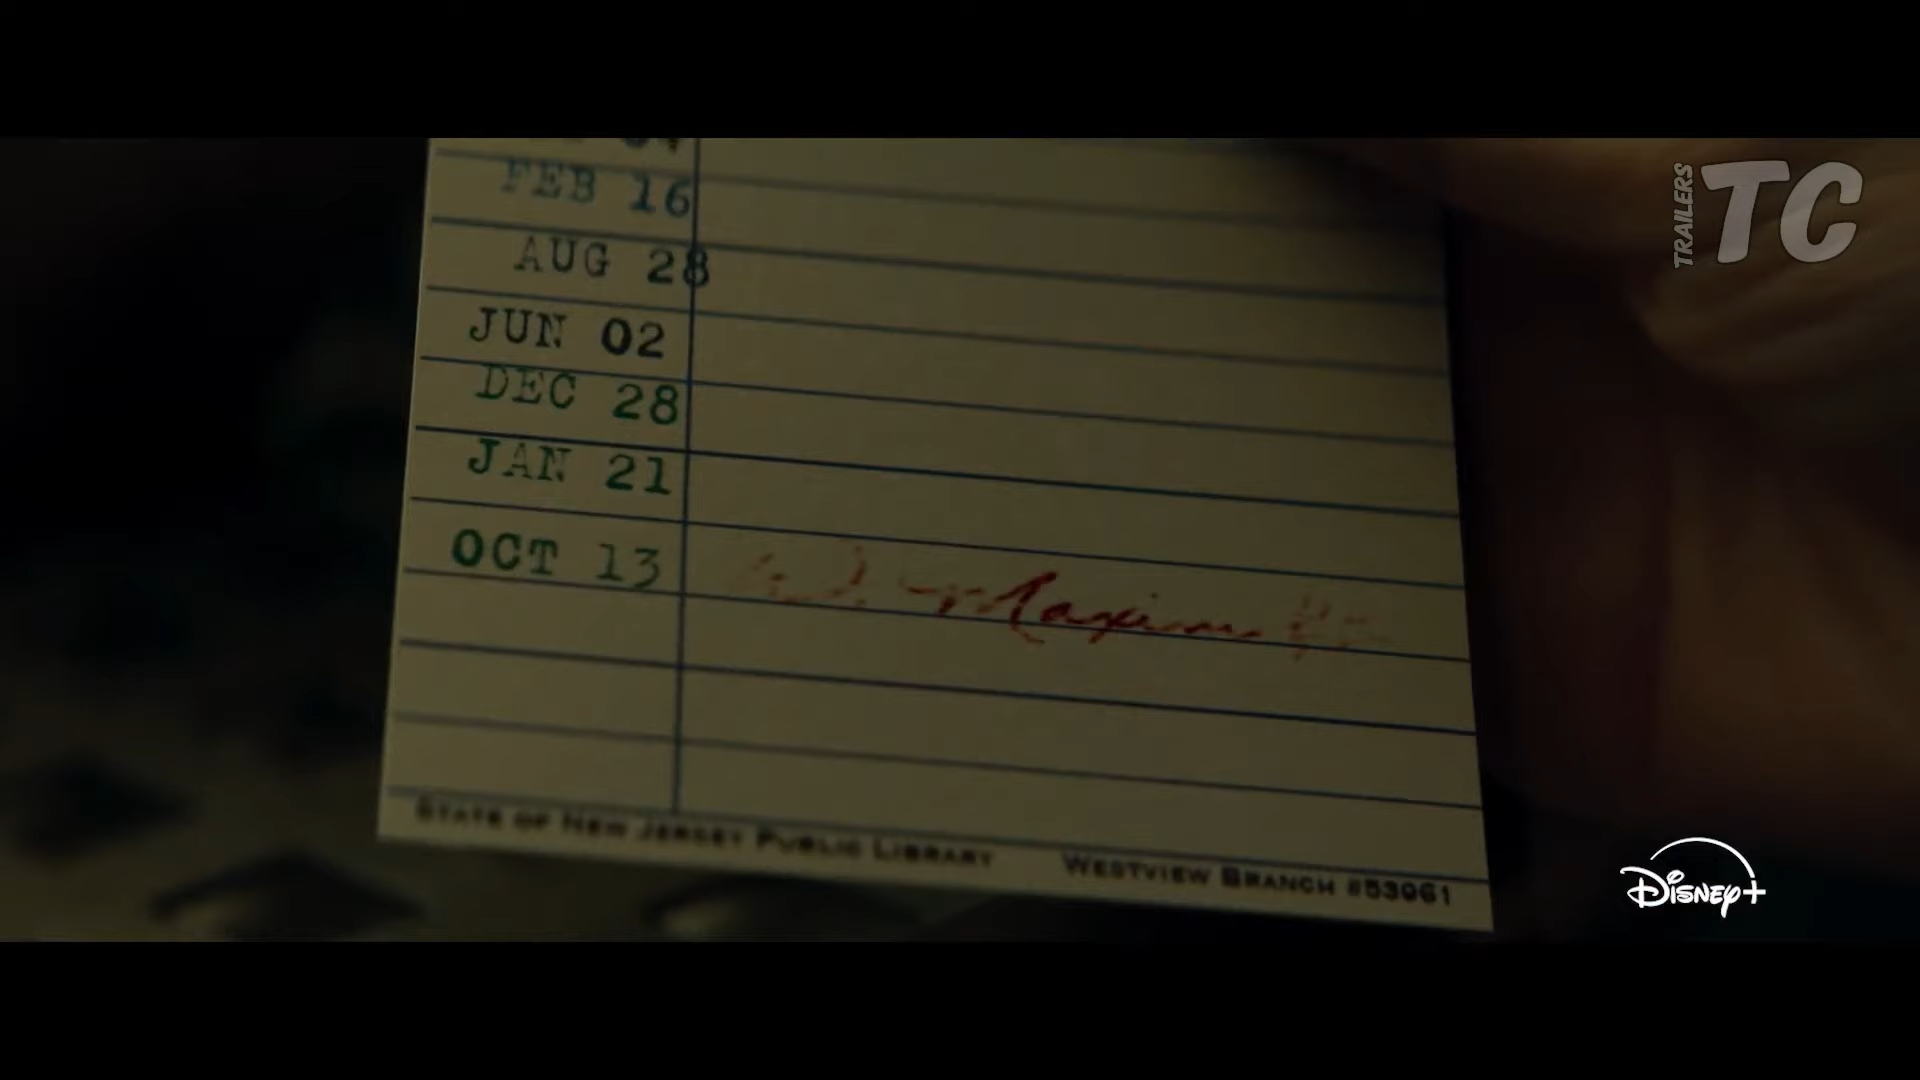 TRAILERS TC
FEB 16
AUG 28
JUN 02
DEC 28
JAN 21
OCT 13
STATE OF NEW JERSEY PUBLIC LIBRARY WESTVIEW BRANCH #53961
Disney+